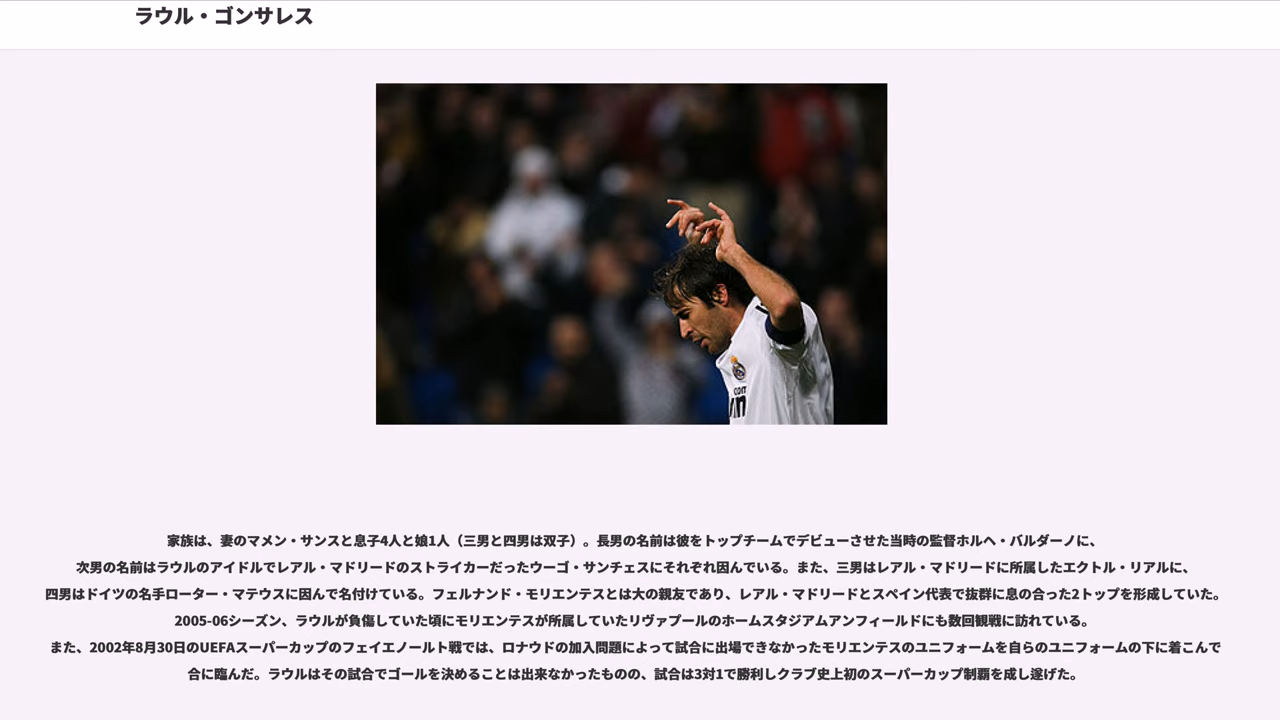 ラウル・ゴンサレス
家族は、妻のマメン・サンスと息子4人と娘1人（三男と四男は双子）。長男の名前は彼をトップチームでデビューさせた当時の監督ホルヘ・バルダーノに、
次男の名前はラウルのアイドルでレアル・マドリードのストライカーだったウーゴ・サンチェスにそれぞれ因んでいる。また、三男はレアル・マドリードに所属したエクトル・リアルに、
四男はドイツの名手ローター・マテウスに因んで名付けている。フェルナンド・モリエンテスとは大の親友であり、レアル・マドリードとスペイン代表で抜群に息の合った2トップを形成していた。
2005-06シーズン、ラウルが負傷していた頃にモリエンテスが所属していたリヴァプールのホームスタジアムアンフィールドにも数回観戦に訪れている。
また、2002年8月30日のUEFAスーパーカップのフェイエノールト戦では、ロナウドの加入問題によって試合に出場できなかったモリエンテスのユニフォームを自らのユニフォームの下に着こんで
合に臨んだ。ラウルはその試合でゴールを決めることは出来なかったものの、試合は3対1で勝利しクラブ史上初のスーパーカップ制覇を成し遂げた。